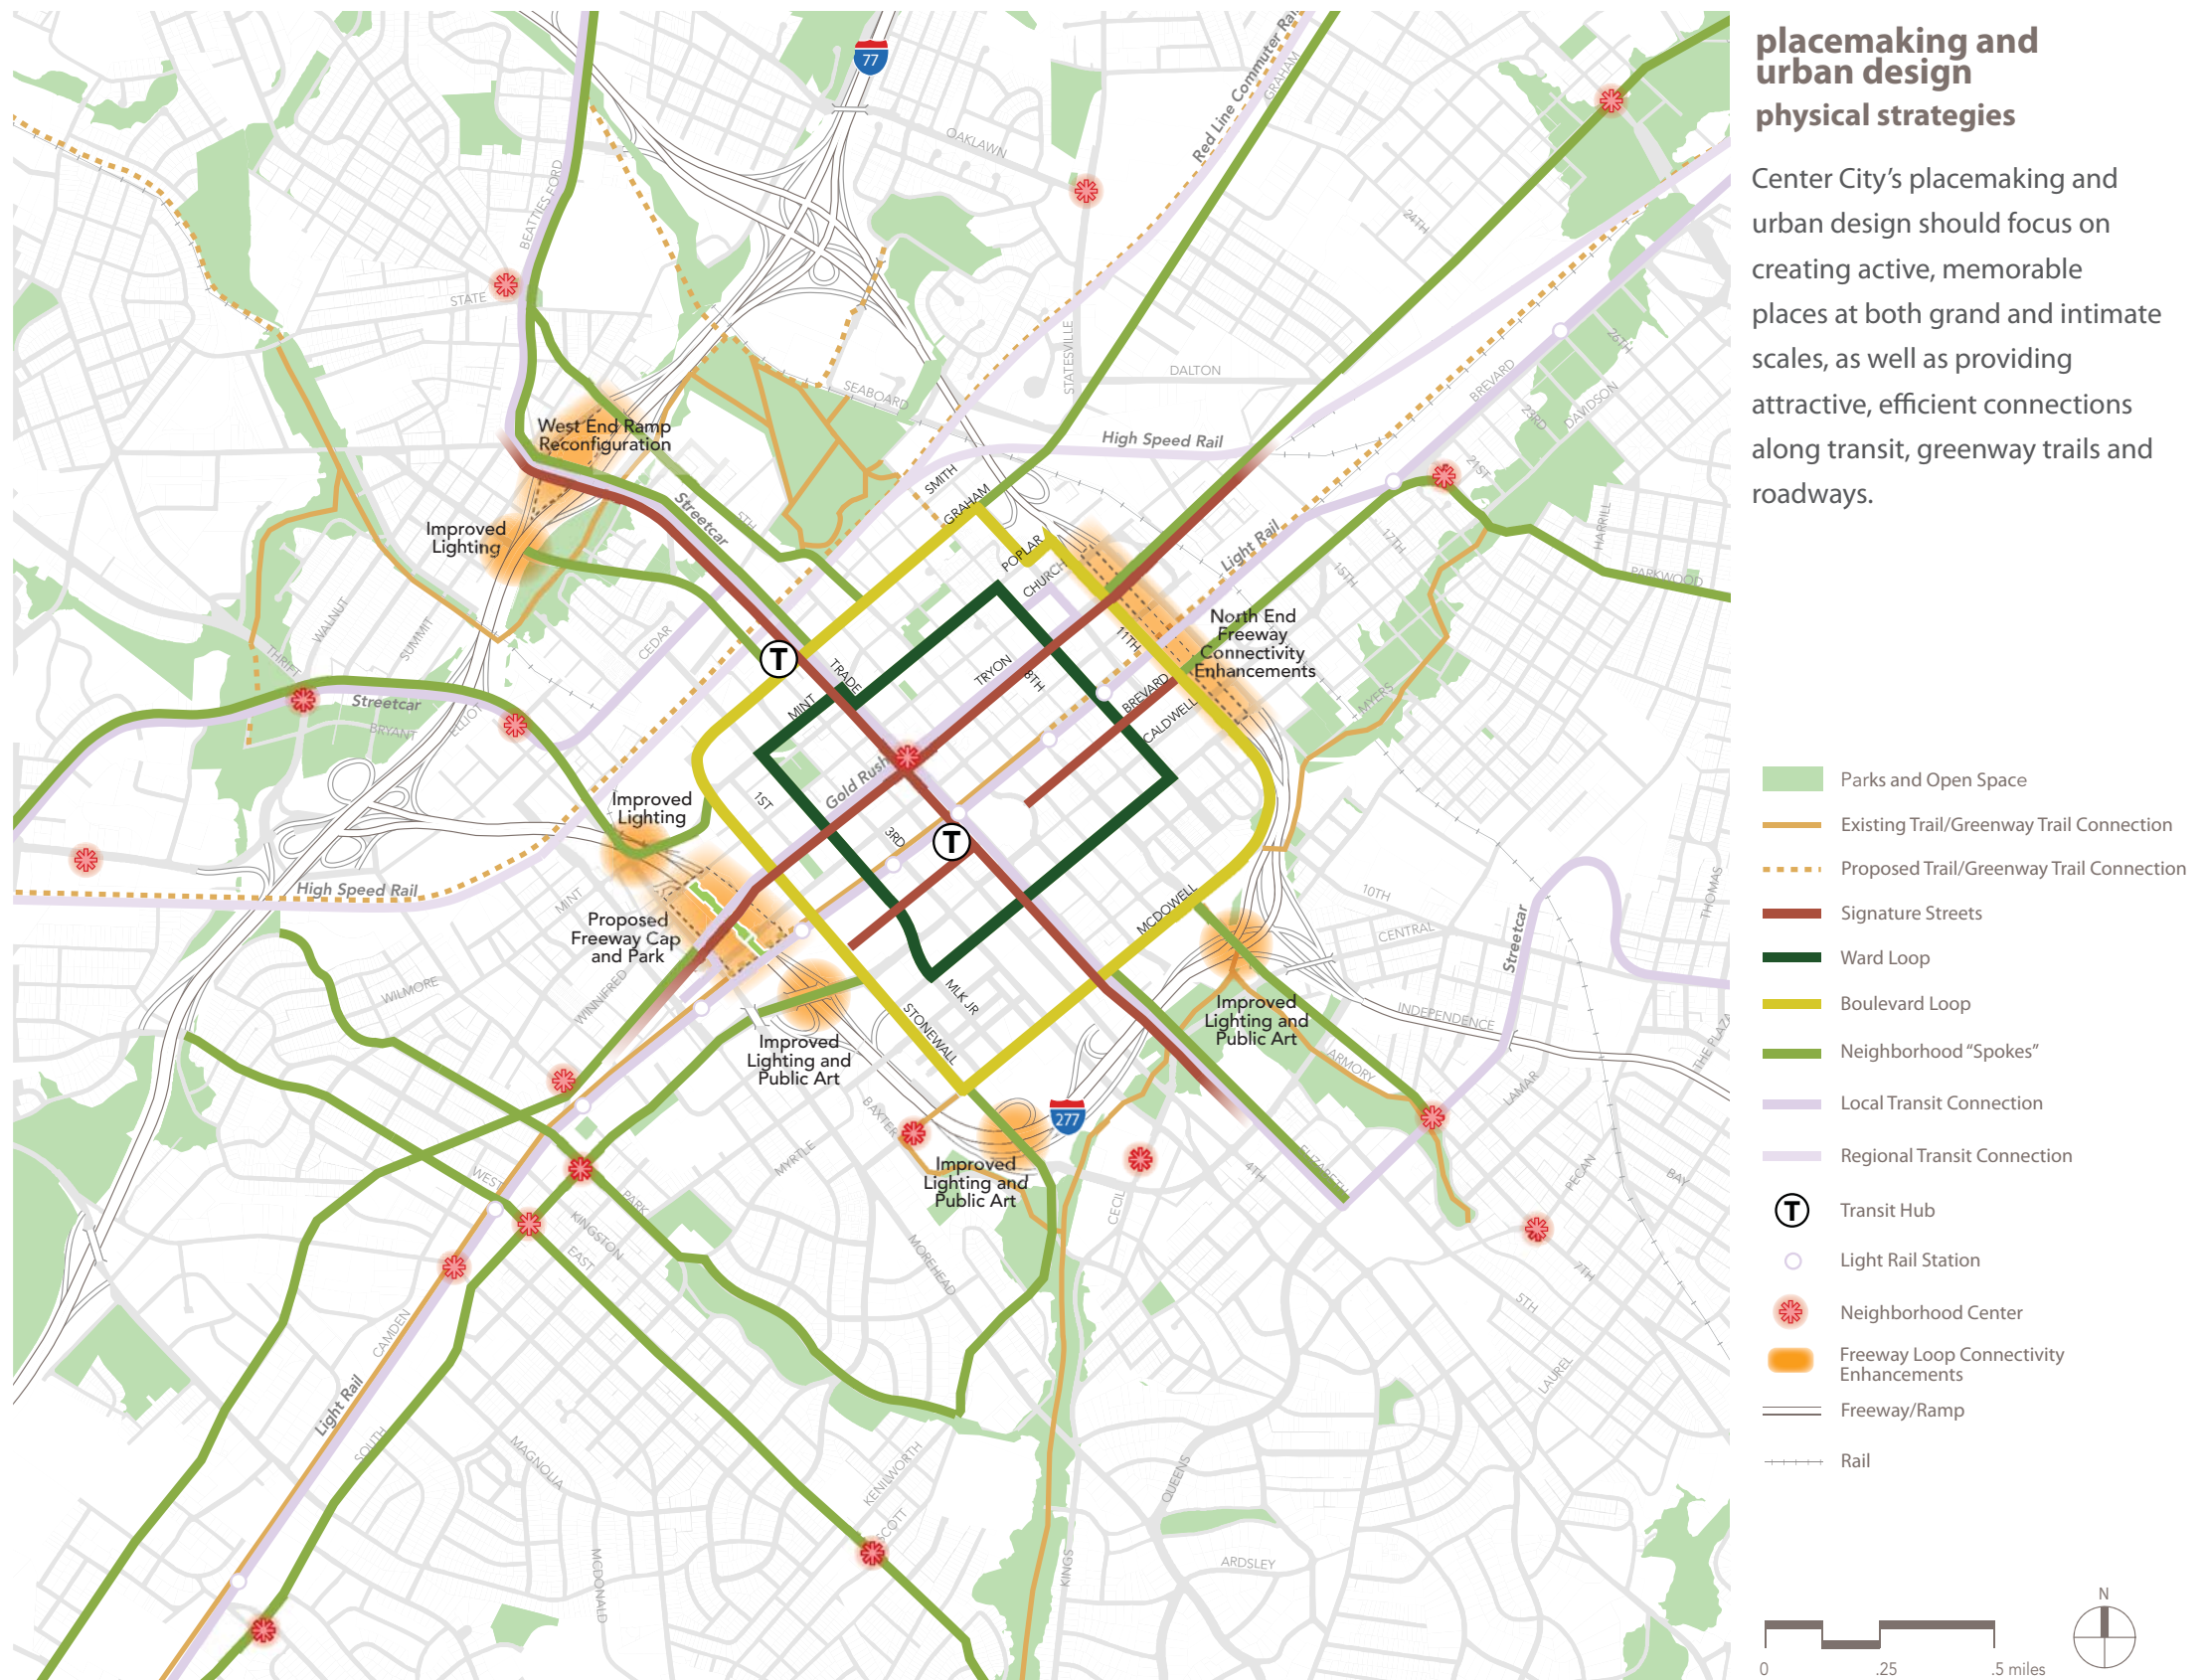 placemaking and
urban design
physical strategies
Center City’s placemaking and
urban design should focus on
creating active, memorable
places at both grand and intimate
scales, as well as providing
attractive, efficient connections
along transit, greenway trails and
roadways.
Parks and Open Space
Existing Trail/Greenway Trail Connection
Proposed Trail/Greenway Trail Connection
Signature Streets
Ward Loop
Boulevard Loop
Neighborhood “Spokes”
Local Transit Connection
Regional Transit Connection
T
Transit Hub
Light Rail Station
Neighborhood Center
Freeway Loop Connectivity
Enhancements
Freeway/Ramp
Rail
N
0
.25
.5 miles
77
Red Line Commuter Rail
GRAHAM
OAKLAWN
BEATTIES FORD
24TH
STATE
STATESVILLE
DALTON
SEABOARD
26TH
BREVARD
23RD
DAVIDSON
High Speed Rail
West End Ramp
Reconfiguration
21ST
SMITH
GRAHAM
Streetcar
5TH
Improved
Lighting
POPLAR
CHURCH
Light Rail
17TH
15TH
HARRILL
PARKWOOD
WALNUT
SUMMIT
THRIFT
CEDAR
11TH
North End
Freeway
Connectivity
Enhancements
T
TRADE
TRYON
8TH
MINT
BREVARD
CALDWELL
MYERS
Streetcar
BRYANT
ELLIOT
Gold Rush
1ST
3RD
T
Improved
Lighting
High Speed Rail
MINT
Proposed
Freeway Cap
and Park
MCDOWELL
10TH
CENTRAL
Streetcar
THOMAS
WILMORE
WINNIFRED
MLK JR
STONEWALL
Improved
Lighting and
Public Art
Improved
Lighting and
Public Art
INDEPENDENCE
THE PLAZA
ARMORY
LAMAR
BAXTER
277
MYRTLE
Improved
Lighting and
Public Art
CECIL
4TH
ELIZABETH
PECAN
BAY
WEST
PARK
KINGSTON
EAST
MOREHEAD
7TH
5TH
CAMDEN
LAUREL
Light Rail
SOUTH
MAGNOLIA
KENILWORTH
QUEENS
SCOTT
MCDONALD
KINGS
ARDSLEY